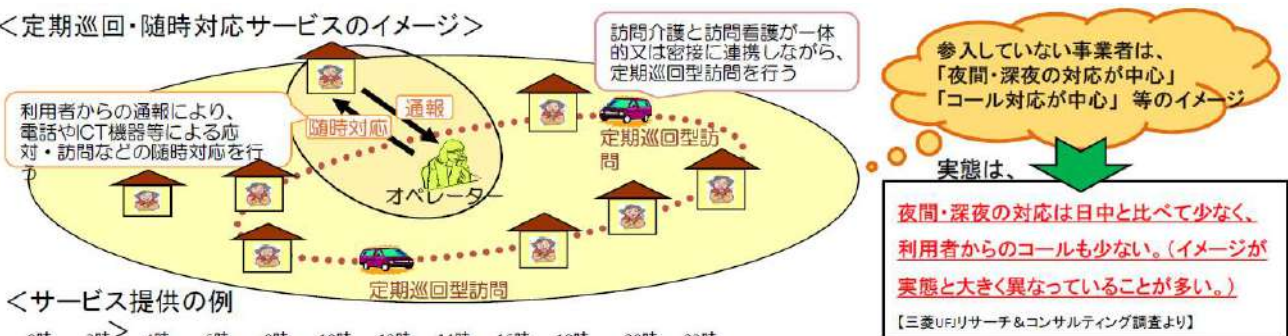 <定期巡回・随時対応サービスのイメージ>
訪問介護と訪問看護が一体
的又は密接に連携しながら、
定期巡回型訪問を行う
利用者からの通報により、
電話やICT機器等による応
対・訪問などの随時対応を行
う
通報
随時対応
オペレーター
定期巡回型訪
問
定期巡回型訪問
参入していない事業者は、
「夜間・深夜の対応が中心」
「コール対応が中心」 等のイメージ
実態は、
夜間・深夜の対応は日中と比べて少なく、
利用者からのコールも少ない。（イメージが
実態と大きく異なっていることが多い。）
【三菱UFJリサーチ&コンサルティング調査より】
<サービス提供の例
>